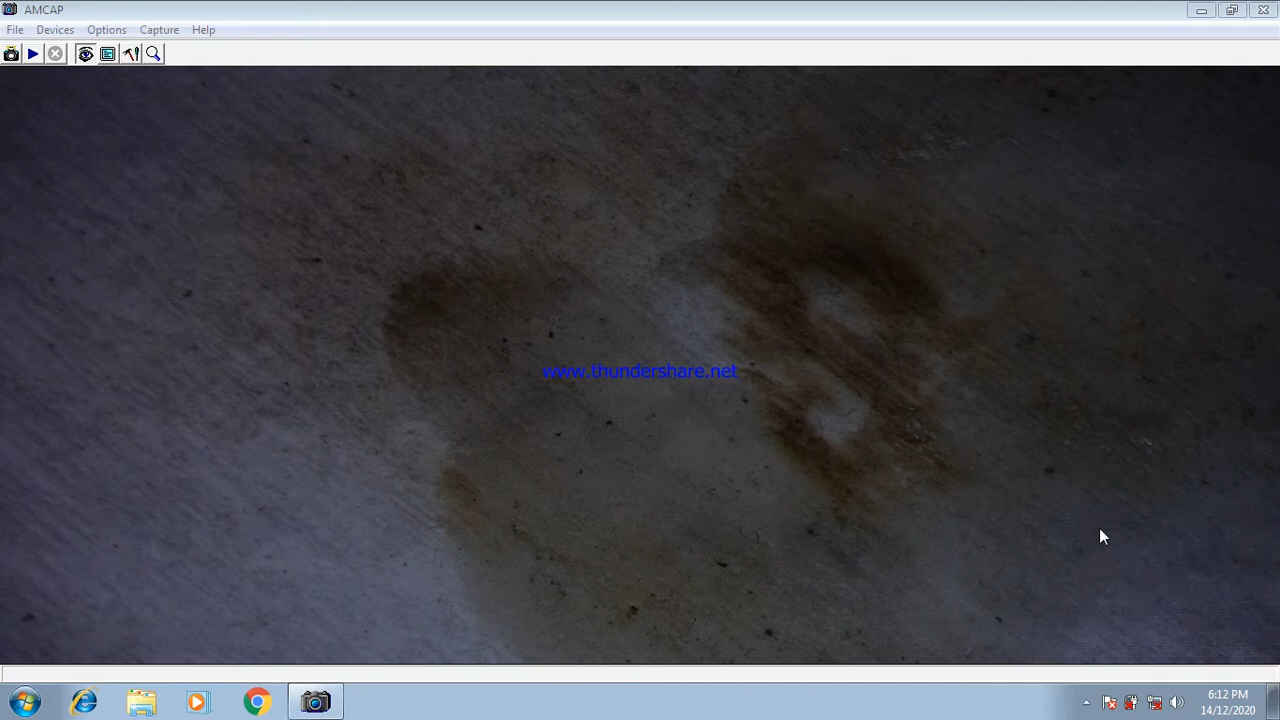 AMCAP
File Devices Options Capture Help
www.thundershare.net
6:12 PM
14/12/2020